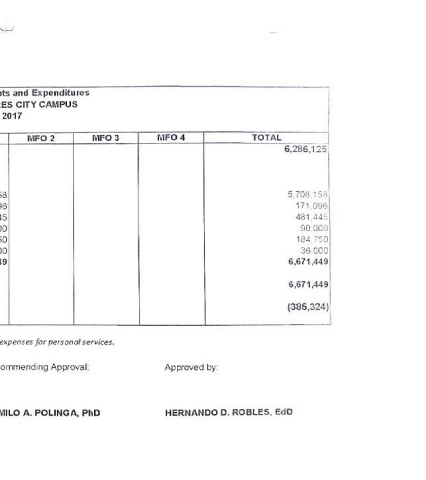 pts and Expenditures
RES CITY CAMPUS
2017
MFO 2 MFO 3 MFO 4 TOTAL
6,286,125
58 5,708,158
96 171,096
45 481,445
00 90,000
50 184,750
00 36,000
49 6,671,449
6,671,449
(385,324)
expenses for personal services.
ommending Approval: Approved by:
MILO A. POLINGA, PhD HERNANDO D. ROBLES, EdD